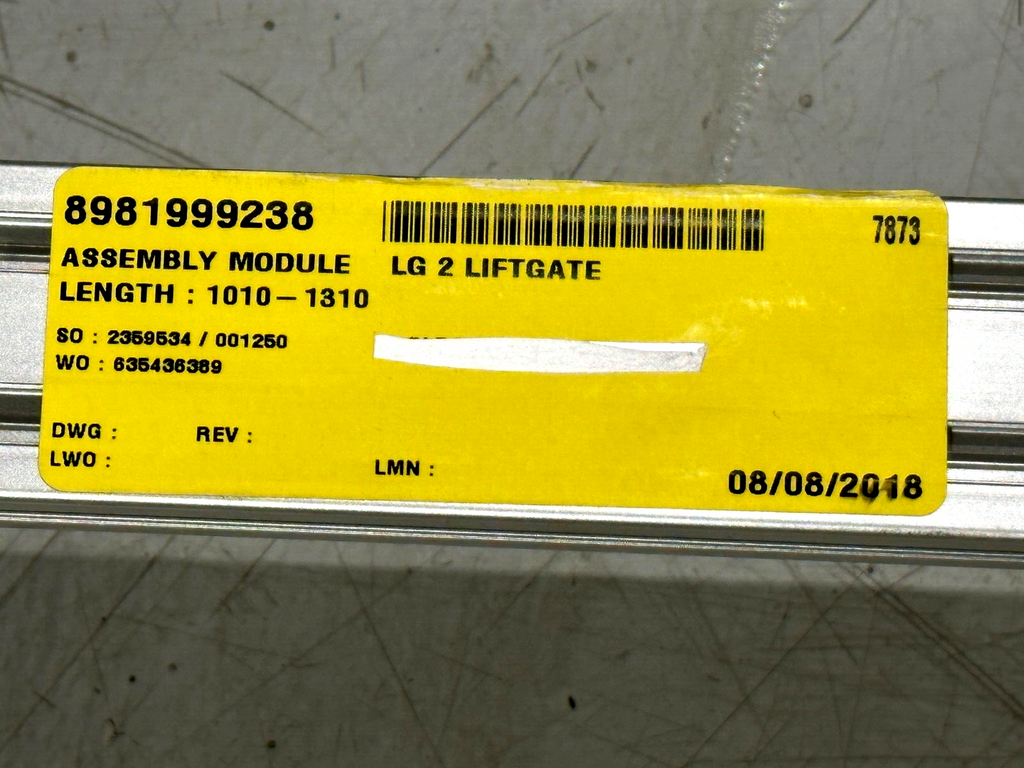 8981999238
7873
ASSEMBLY MODULE LG 2 LIFTGATE
LENGTH : 1010-1310
SO : 2359534 / 001250
WO : 635436389
DWG : REV :
LWO : LMN :
08/08/2018